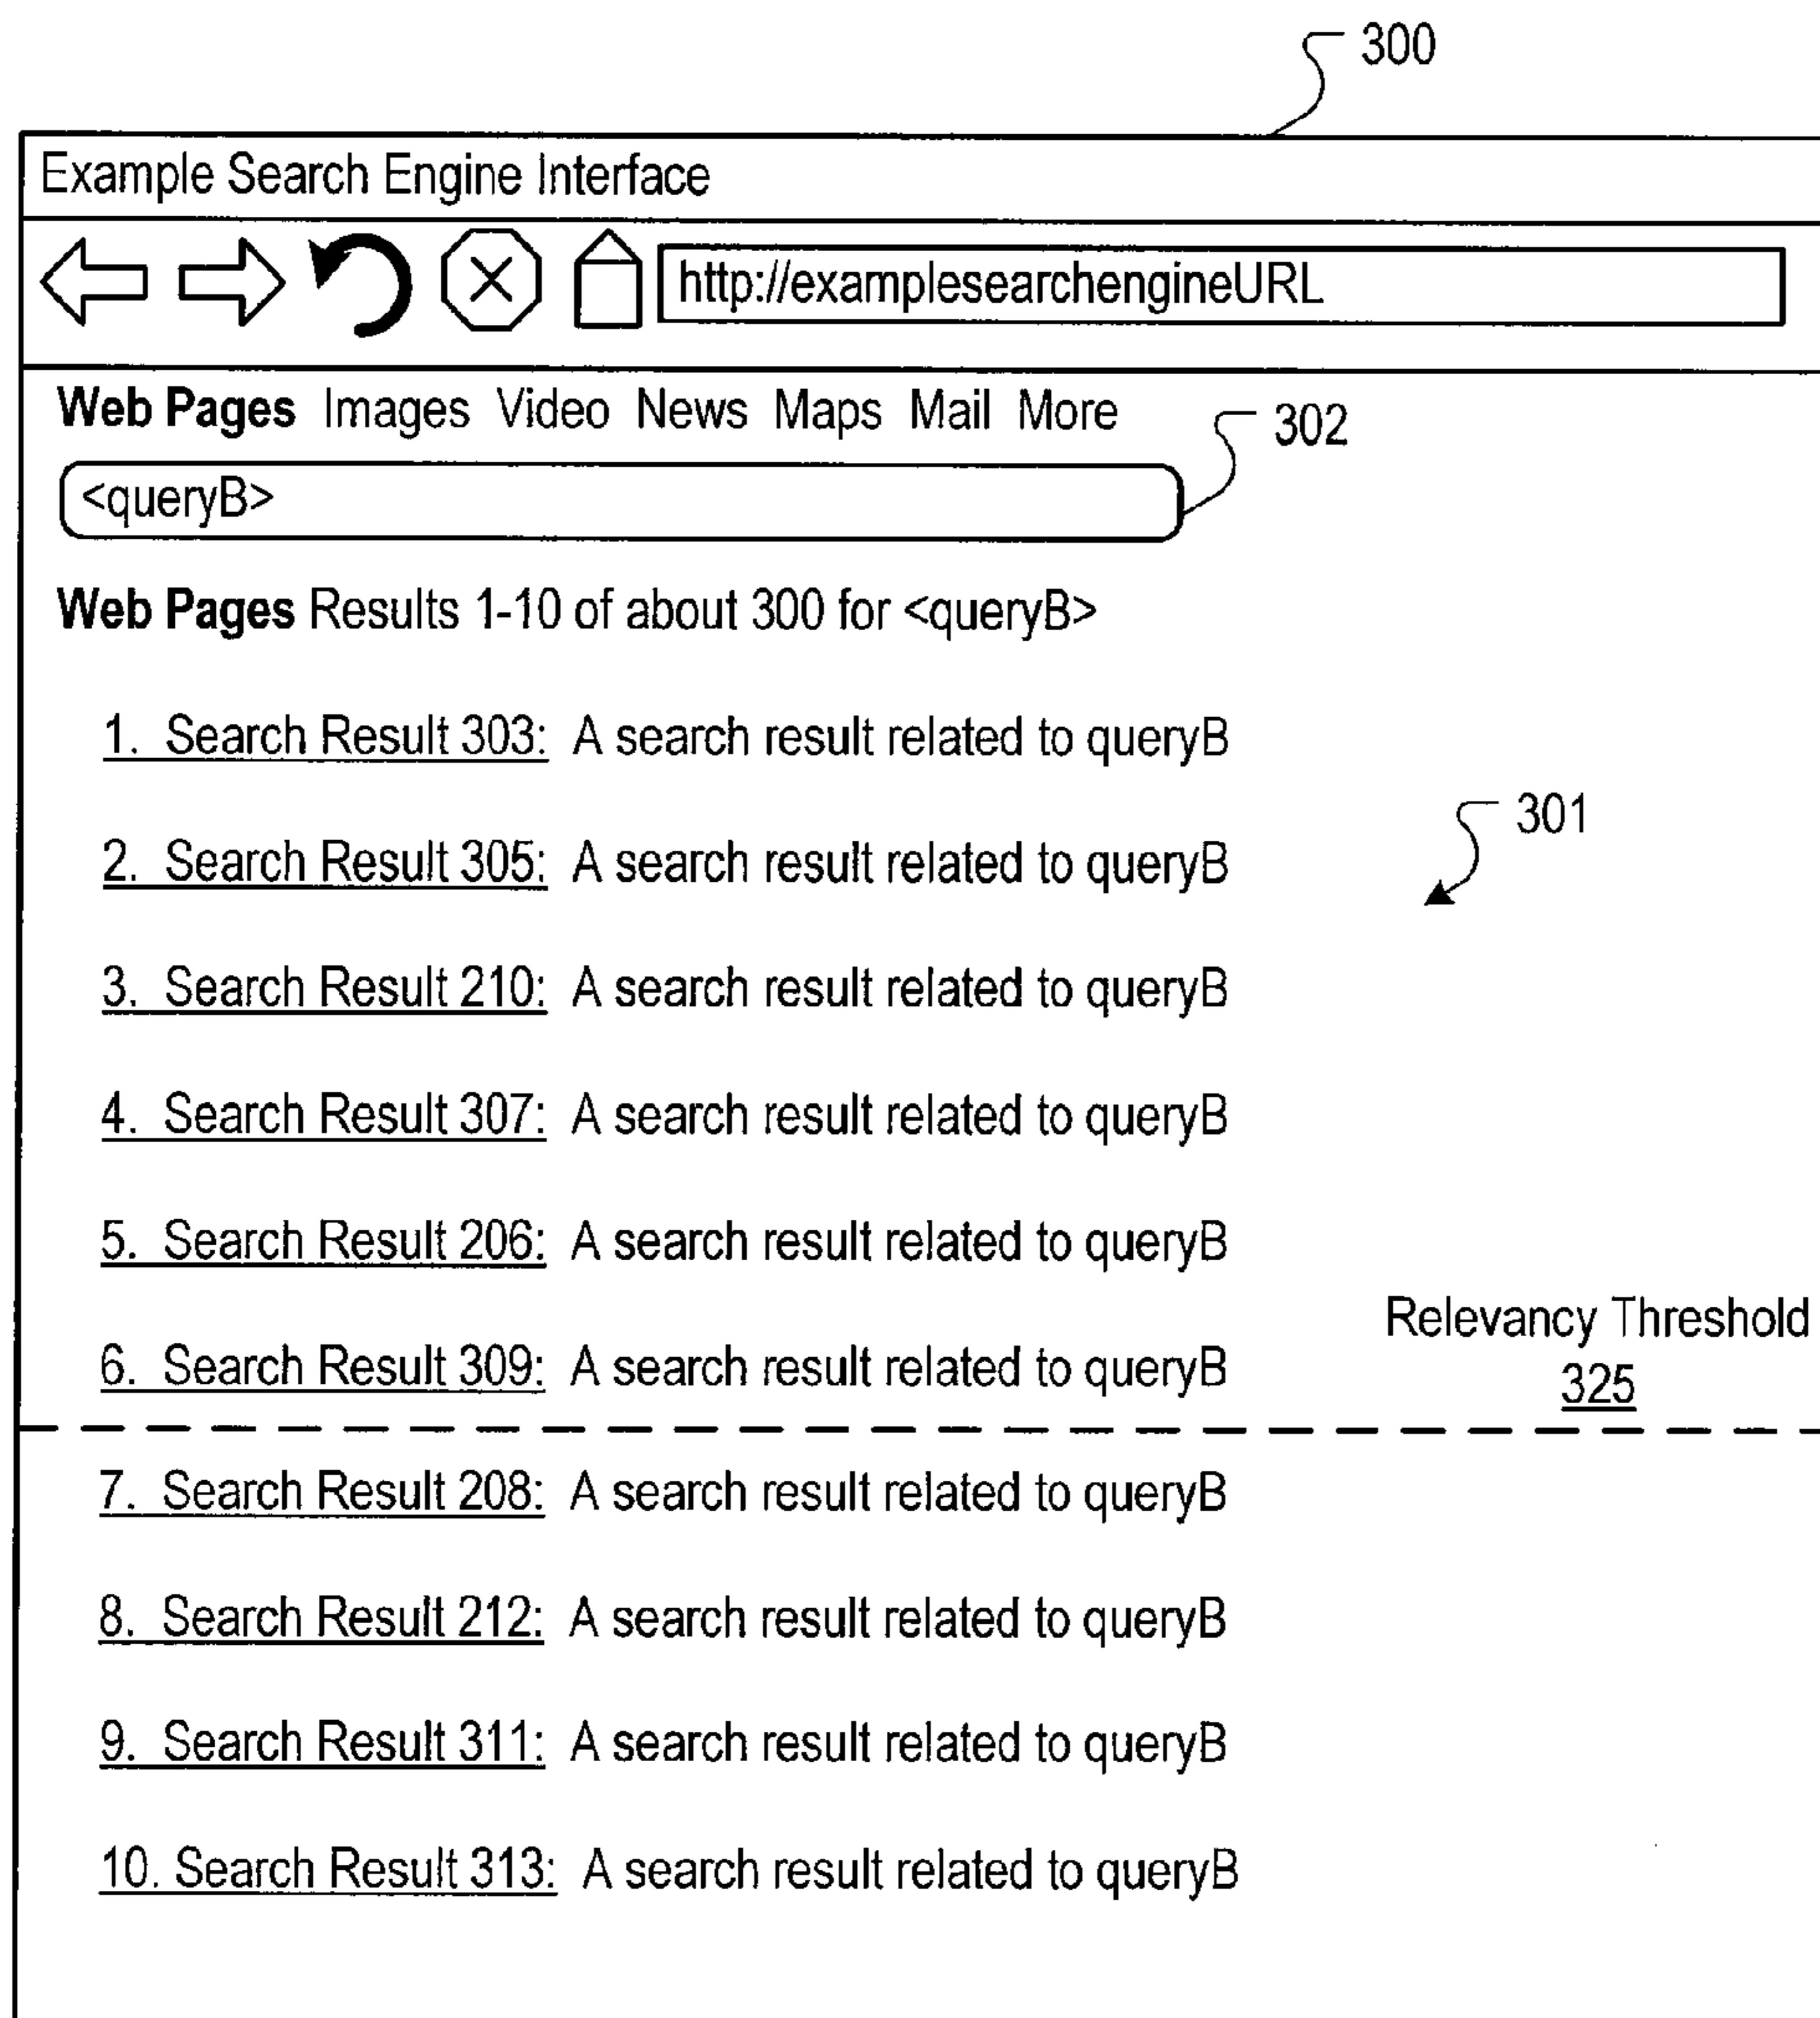 300
Example Search Engine Interface
http://examplesearchengineURL
Web Pages Images Video News Maps Mail More
302
<queryB>
Web Pages Results 1-10 of about 300 for <queryB>
1. Search Result 303: A search result related to queryB
301
2. Search Result 305: A search result related to queryB
3. Search Result 210: A search result related to queryB
4. Search Result 307: A search result related to queryB
5. Search Result 206: A search result related to queryB
Relevancy Threshold
6. Search Result 309: A search result related to queryB
325
7. Search Result 208: A search result related to queryB
8. Search Result 212: A search result related to queryB
9. Search Result 311: A search result related to queryB
10. Search Result 313: A search result related to queryB